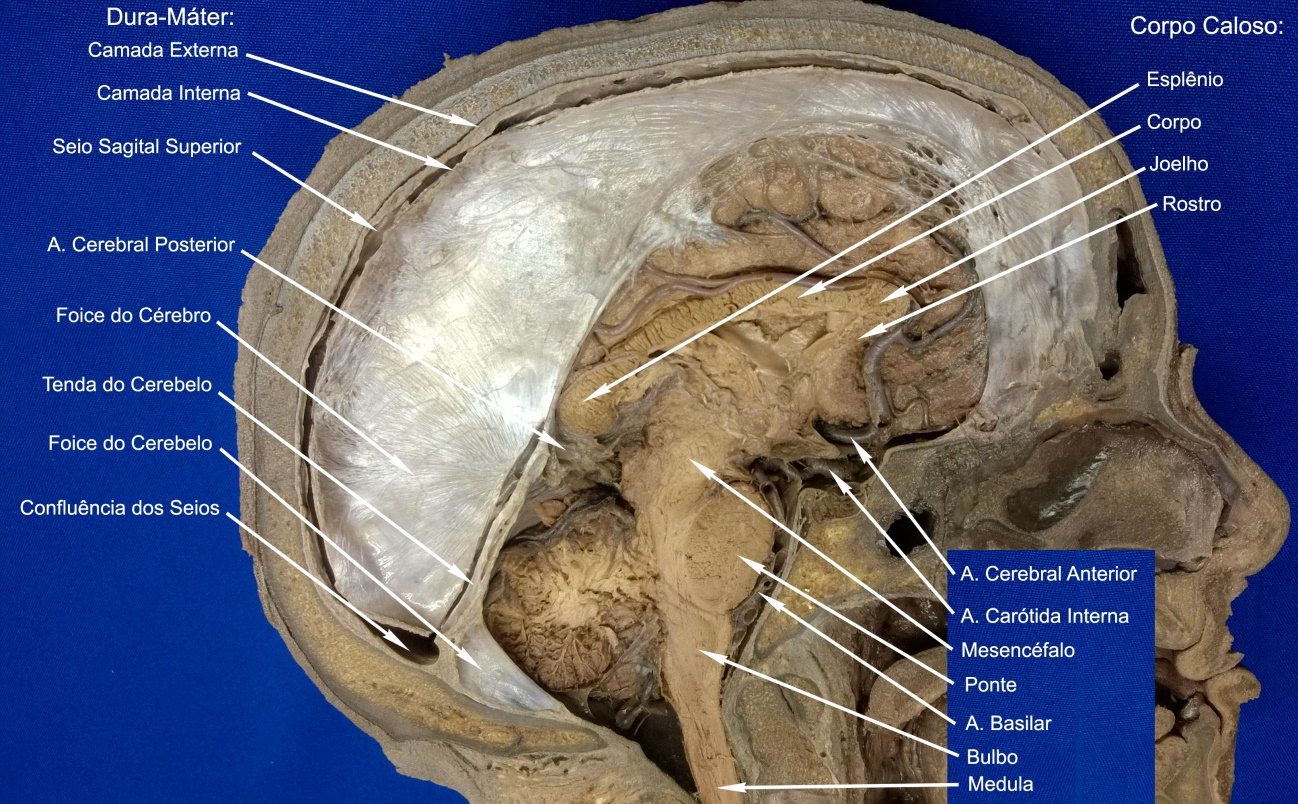 Dura-Máter:
Camada Externa
Camada Interna
Seio Sagital Superior
A. Cerebral Posterior
Foice do Cérebro
Tenda do Cerebelo
Foice do Cerebelo
Confluência dos Seios
Corpo Caloso:
Esplênio
Corpo
Joelho
Rostro
A. Cerebral Anterior
A. Carótida Interna
Mesencéfalo
Ponte
A. Basilar
Bulbo
Medula